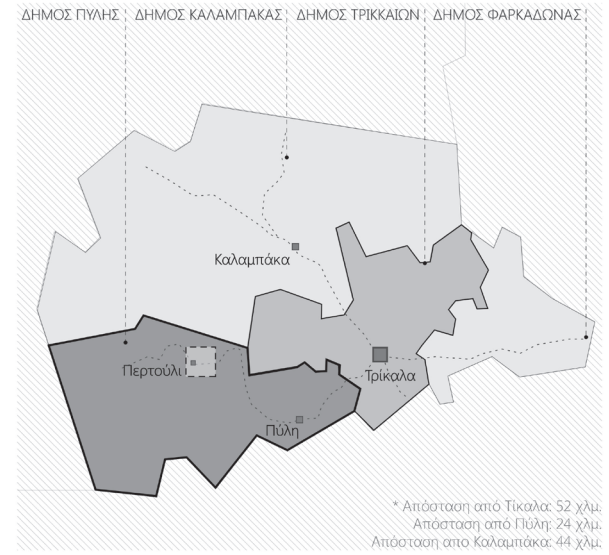 ΔΗΜΟΣ ΠΥΛΗΣ ΔΗΜΟΣ ΚΑΛΑΜΠΑΚΑΣ ΔΗΜΟΣ ΤΡΙΚΚΑΙΩΝ ΔΗΜΟΣ ΦΑΡΚΑΔΩΝΑΣ
Καλαμπάκα
Περτούλι
Τρίκαλα
Πύλη
* Απόσταση από Τίκαλα: 52 χλμ.
Απόσταση από Πύλη: 24 χλμ.
Απόσταση απο Καλαμπάκα: 44 χλμ.